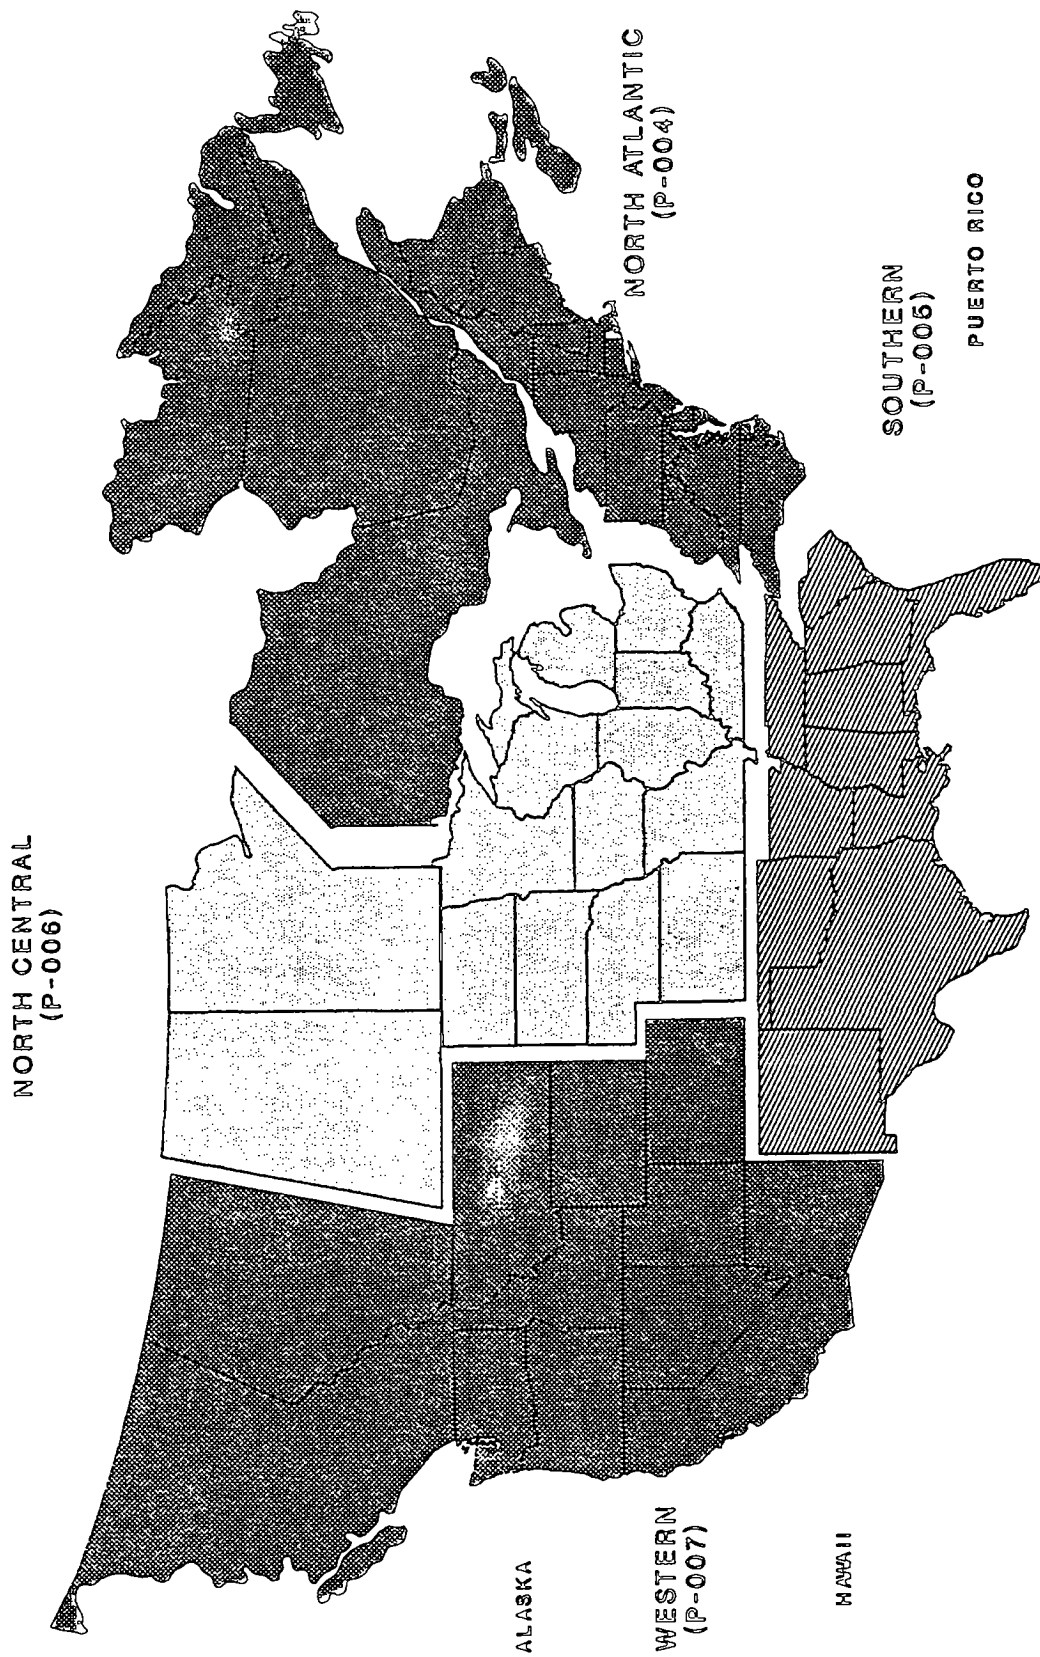 NORTH CENTRAL
(P-006)
NORTH ATLANTIC
(P-004)
ALASKA
WESTERN
(P-007)
HAWAII
SOUTHERN
(P-005)
PUERTO RICO